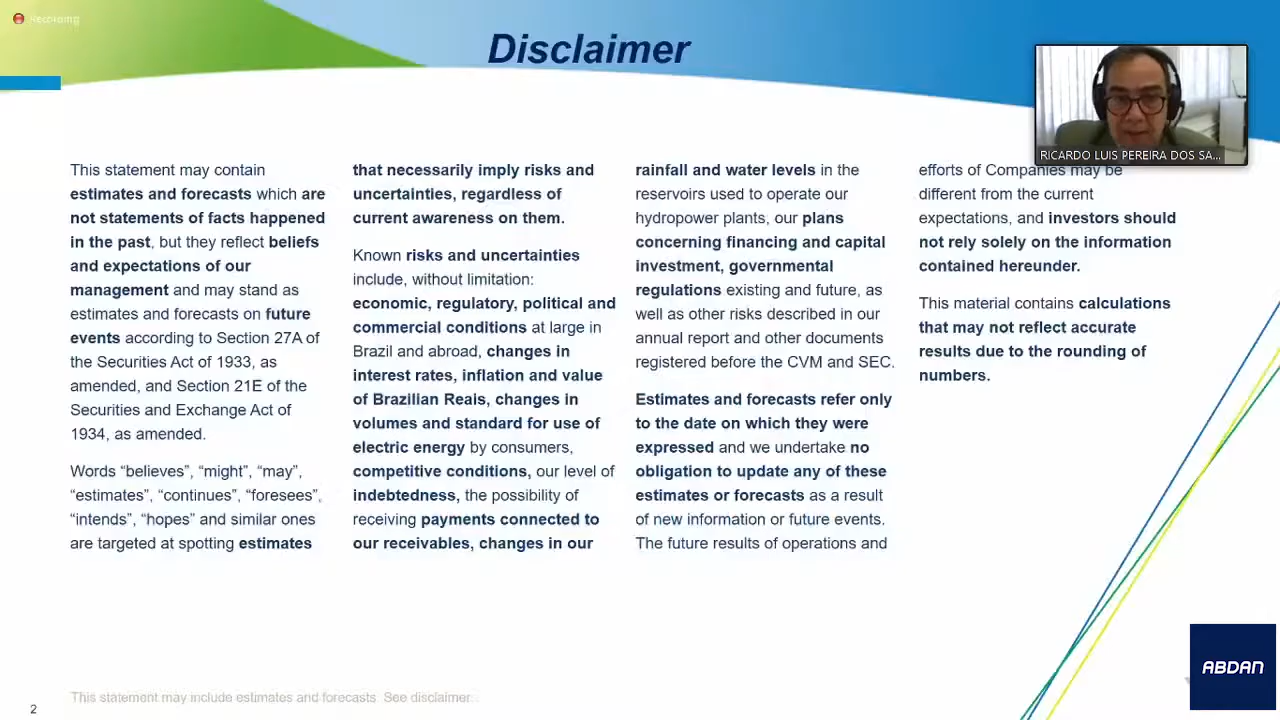 Recording
Disclaimer
RICARDO LUIS PEREIRA DOS SA...
This statement may contain
estimates and forecasts which are
not statements of facts happened
in the past, but they reflect beliefs
and expectations of our
management and may stand as
estimates and forecasts on future
events according to Section 27A of
the Securities Act of 1933, as
amended, and Section 21E of the
Securities and Exchange Act of
1934, as amended.
Words “believes”, “might”, “may”,
“estimates”, “continues”, “foresees”,
“intends”, “hopes” and similar ones
are targeted at spotting estimates
that necessarily imply risks and
uncertainties, regardless of
current awareness on them.
Known risks and uncertainties
include, without limitation:
economic, regulatory, political and
commercial conditions at large in
Brazil and abroad, changes in
interest rates, inflation and value
of Brazilian Reais, changes in
volumes and standard for use of
electric energy by consumers,
competitive conditions, our level of
indebtedness, the possibility of
receiving payments connected to
our receivables, changes in our
rainfall and water levels in the
reservoirs used to operate our
hydropower plants, our plans
concerning financing and capital
investment, governmental
regulations existing and future, as
well as other risks described in our
annual report and other documents
registered before the CVM and SEC.
Estimates and forecasts refer only
to the date on which they were
expressed and we undertake no
obligation to update any of these
estimates or forecasts as a result
of new information or future events.
The future results of operations and
efforts of Companies may be
different from the current
expectations, and investors should
not rely solely on the information
contained hereunder.
This material contains calculations
that may not reflect accurate
results due to the rounding of
numbers.
ABDAN
This statement may include estimates and forecasts. See disclaimer.
2